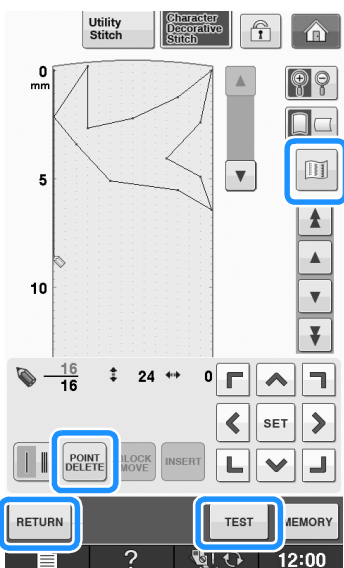 Utility
Stitch
Character
Decorative
Stitch
0
mm
5
10
16
16
24
0
SET
POINT
DELETE
BLOCK
MOVE
INSERT
RETURN
TEST
MEMORY
?
12:00